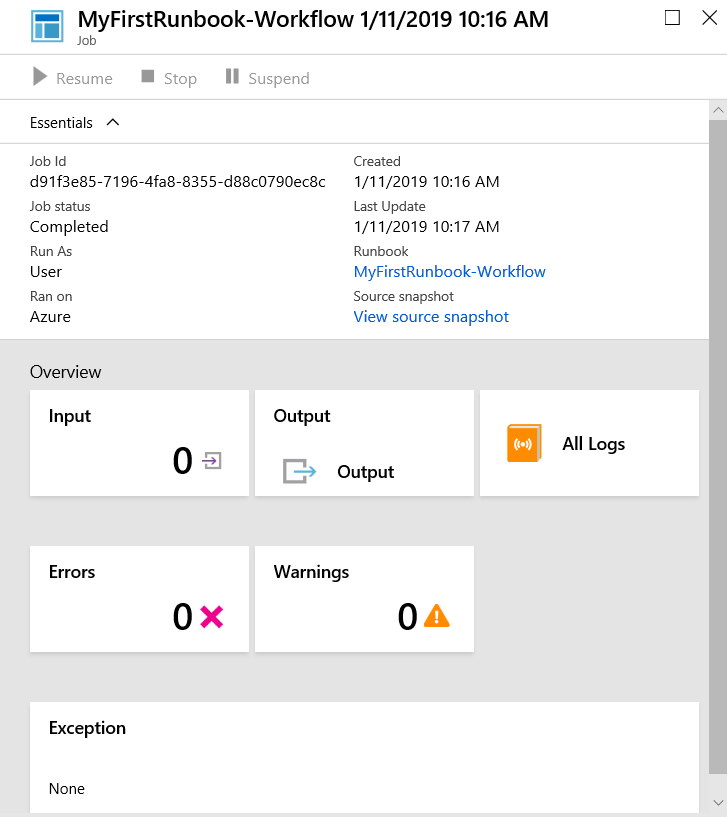 MyFirstRunbook-Workflow 1/11/2019 10:16 AM
Job
Resume Stop Suspend
Essentials
Job Id
d91f3e85-7196-4fa8-8355-d88c0790ec8c
Job status
Completed
Run As
User
Ran on
Azure
Created
1/11/2019 10:16 AM
Last Update
1/11/2019 10:17 AM
Runbook
MyFirstRunbook-Workflow
Source snapshot
View source snapshot
Overview
Input
0
Output
Output
All Logs
Errors
0
Warnings
0
Exception
None